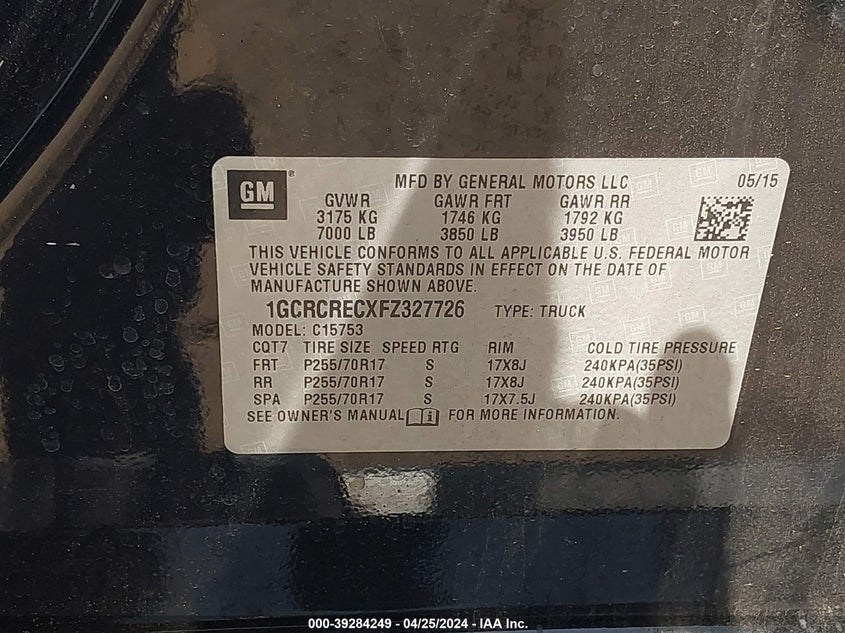 GM ®
MFD BY GENERAL MOTORS LLC 05/15
GVWR GAWR FRT GAWR RR
3175 KG 1746 KG 1792 KG
7000 LB 3850 LB 3950 LB
THIS VEHICLE CONFORMS TO ALL APPLICABLE U.S. FEDERAL MOTOR
VEHICLE SAFETY STANDARDS IN EFFECT ON THE DATE OF
MANUFACTURE SHOWN ABOVE.
1GCRCRECXFZ327726 TYPE: TRUCK
MODEL: C15753
CQT7 TIRE SIZE SPEED RTG RIM COLD TIRE PRESSURE
FRT P255/70R17 S 17X8J 240KPA(35PSI)
RR P255/70R17 S 17X8J 240KPA(35PSI)
SPA P255/70R17 S 17X7.5J 240KPA(35PSI)
SEE OWNER'S MANUAL FOR MORE INFORMATION.
000-39284249 - 04/25/2024 - IAA Inc.